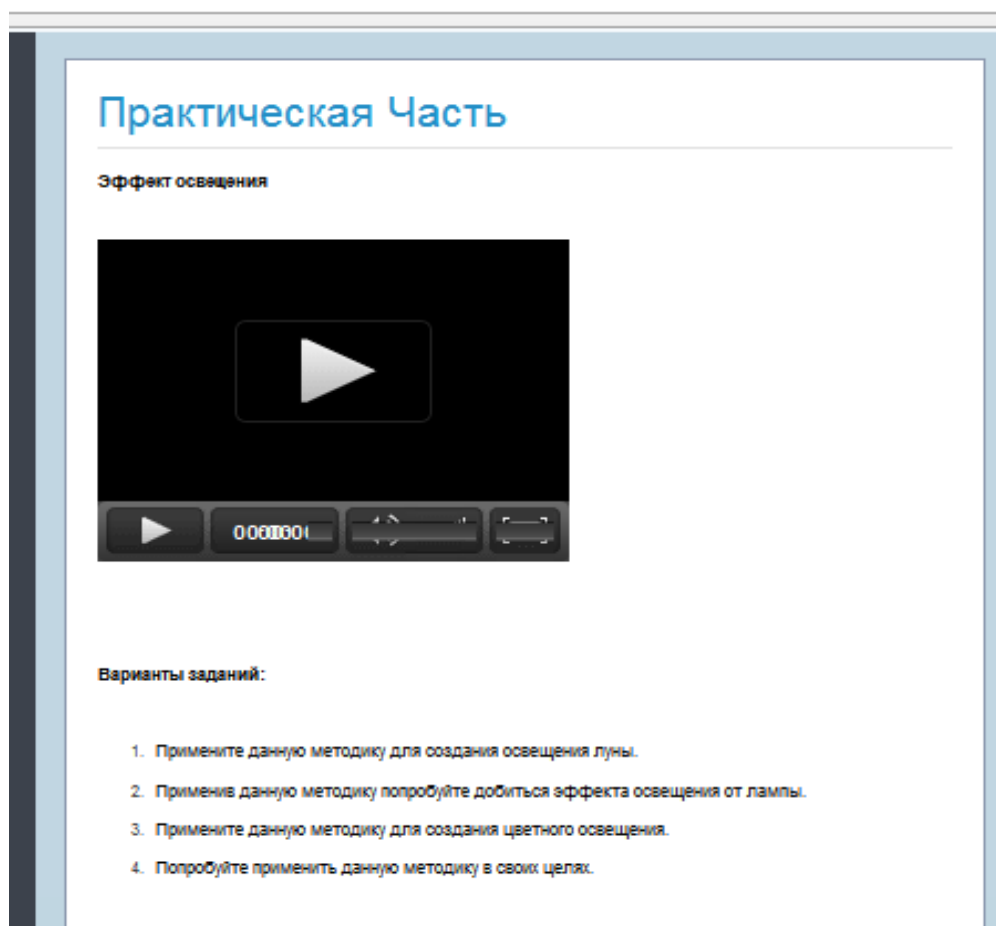 Практическая Часть
Эффект освещения
Варианты заданий:
1. Примените данную методику для создания освещения луны.
2. Применив данную методику попробуйте добиться эффекта освещения от лампы.
3. Примените данную методику для создания цветного освещения.
4. Попробуйте применить данную методику в своих целях.